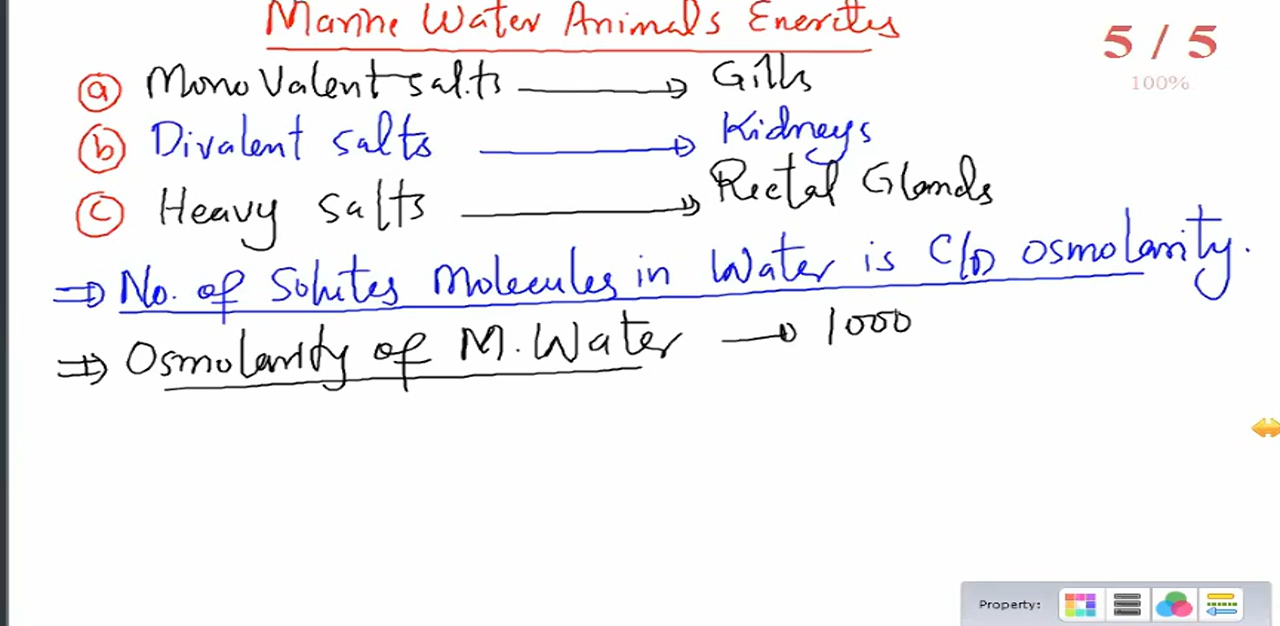 Marine Water Animals Enerites
5 / 5
100%
a Mono Valent salts → Gills
b Divalent salts → Kidneys
c Heavy salts → Rectal Glands
⇒ No. of Solutes Molecules in Water is C/D osmolarity.
⇒ Osmolarity of M. Water → 1000
Property: